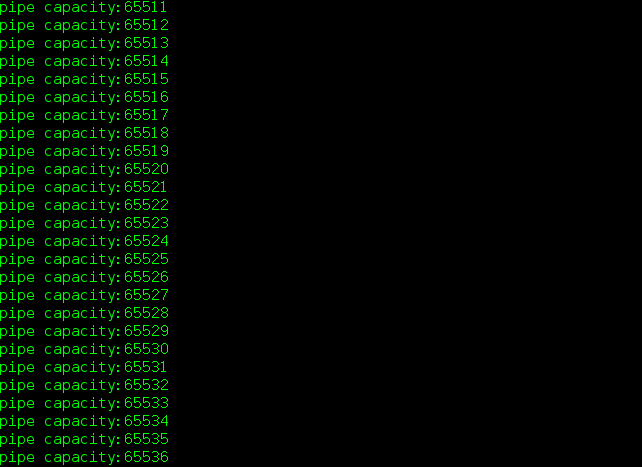 pipe capacity:65511
pipe capacity:65512
pipe capacity:65513
pipe capacity:65514
pipe capacity:65515
pipe capacity:65516
pipe capacity:65517
pipe capacity:65518
pipe capacity:65519
pipe capacity:65520
pipe capacity:65521
pipe capacity:65522
pipe capacity:65523
pipe capacity:65524
pipe capacity:65525
pipe capacity:65526
pipe capacity:65527
pipe capacity:65528
pipe capacity:65529
pipe capacity:65530
pipe capacity:65531
pipe capacity:65532
pipe capacity:65533
pipe capacity:65534
pipe capacity:65535
pipe capacity:65536